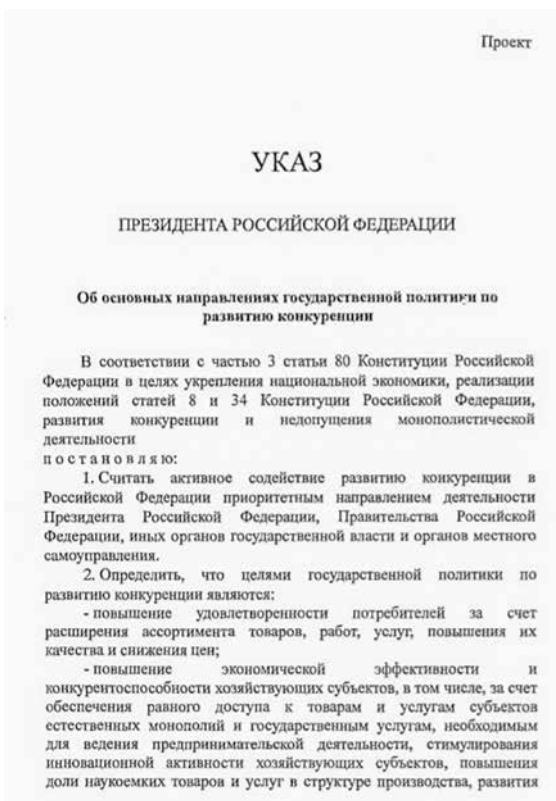 Проект
УКАЗ
ПРЕЗИДЕНТА РОССИЙСКОЙ ФЕДЕРАЦИИ
Об основных направлениях государственной политики по
развитию конкуренции
В соответствии с частью 3 статьи 80 Конституции Российской
Федерации в целях укрепления национальной экономики, реализации
положений статей 8 и 34 Конституции Российской Федерации,
развития конкуренции и недопущения монополистической
деятельности
п о с т а н о в л я ю:
1. Считать активное содействие развитию конкуренции в
Российской Федерации приоритетным направлением деятельности
Президента Российской Федерации, Правительства Российской
Федерации, иных органов государственной власти и органов местного
самоуправления.
2. Определить, что целями государственной политики по
развитию конкуренции являются:
- повышение удовлетворенности потребителей за счет
расширения ассортимента товаров, работ, услуг, повышения их
качества и снижения цен;
- повышение экономической эффективности и
конкурентоспособности хозяйствующих субъектов, в том числе, за счет
обеспечения равного доступа к товарам и услугам субъектов
естественных монополий и государственным услугам, необходимым
для ведения предпринимательской деятельности, стимулирования
инновационной активности хозяйствующих субъектов, повышения
доли наукоемких товаров и услуг в структуре производства, развития